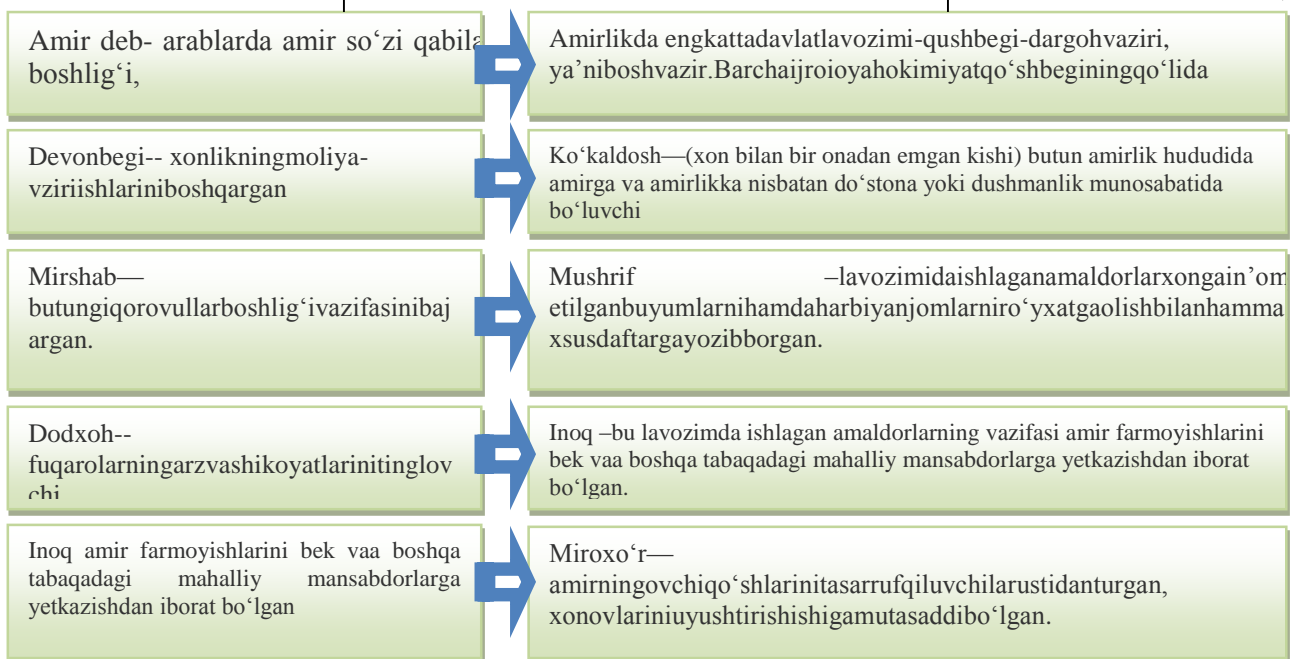 Amir deb- arablarda amir so‘zi qabila
boshlig‘i,
Amirlikda engkattadavlatlavozimi-qushbegi-dargohvaziri,
ya’niboshvazir.Barchaijroioyahokimiyatqo‘shbeginingqo‘lida
Devonbegi-- xonlikningmoliya-
vziriishlariniboshqargan
Ko‘kaldosh—(xon bilan bir onadan emgan kishi) butun amirlik hududida
amirga va amirlikka nisbatan do‘stona yoki dushmanlik munosabatida
bo‘luvchi
Mirshab—
butungiqorovullarboshlig‘ivazifasinibaj
argan.
Mushrif –lavozimidaishlaganamaldorlarxongain’om
etilganbuyumlarnihamdaharbiyanjomlarniro‘yxatgaolishbilanhamma
xsusdaftargayozibborgan.
Dodxoh--
fuqarolarningarzvashikoyatlarinitinglov
chi
Inoq –bu lavozimda ishlagan amaldorlarning vazifasi amir farmoyishlarini
bek vaa boshqa tabaqadagi mahalliy mansabdorlarga yetkazishdan iborat
bo‘lgan.
Inoq amir farmoyishlarini bek vaa boshqa
tabaqadagi mahalliy mansabdorlarga
yetkazishdan iborat bo‘lgan
Miroxo‘r—
amirningovchiqo‘shlarinitasarrufqiluvchilarustidanturgan,
xonovlariniuyushtirishishigamutasaddibo‘lgan.